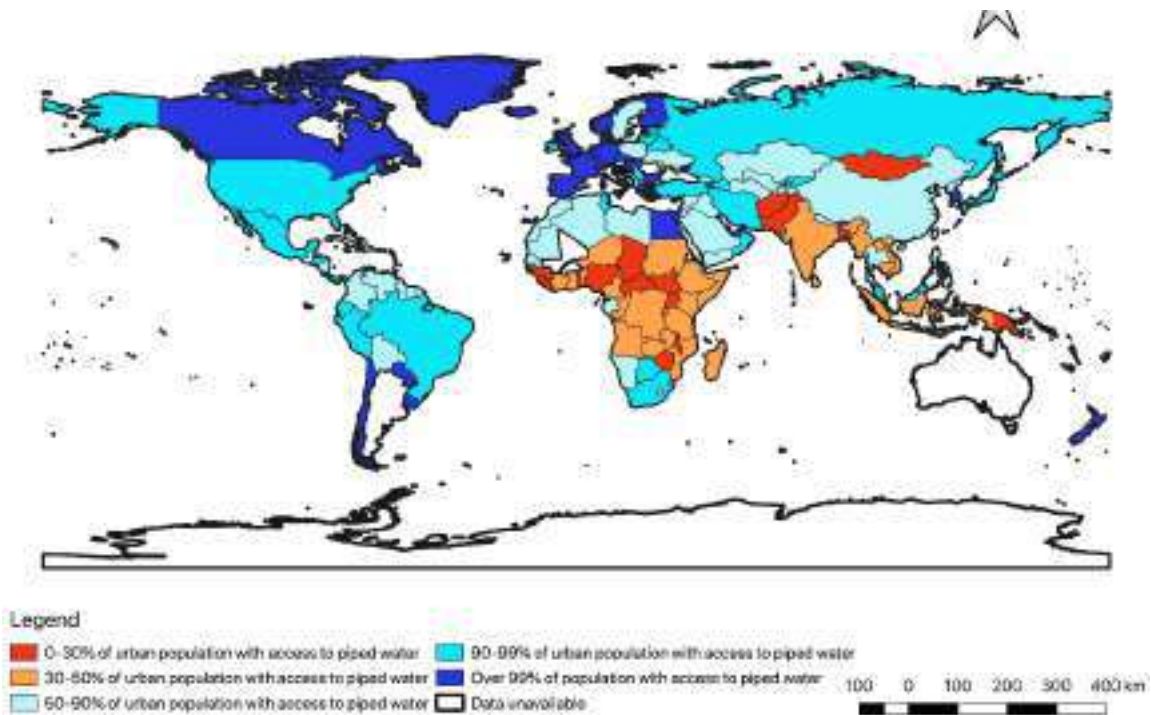 Legend
0-30% of urban population with access to piped water
30-60% of urban population with access to piped water
60-90% of urban population with access to piped water
90-99% of urban population with access to piped water
Over 99% of population with access to piped water
Data unavailable
100 0 100 200 300 400 km